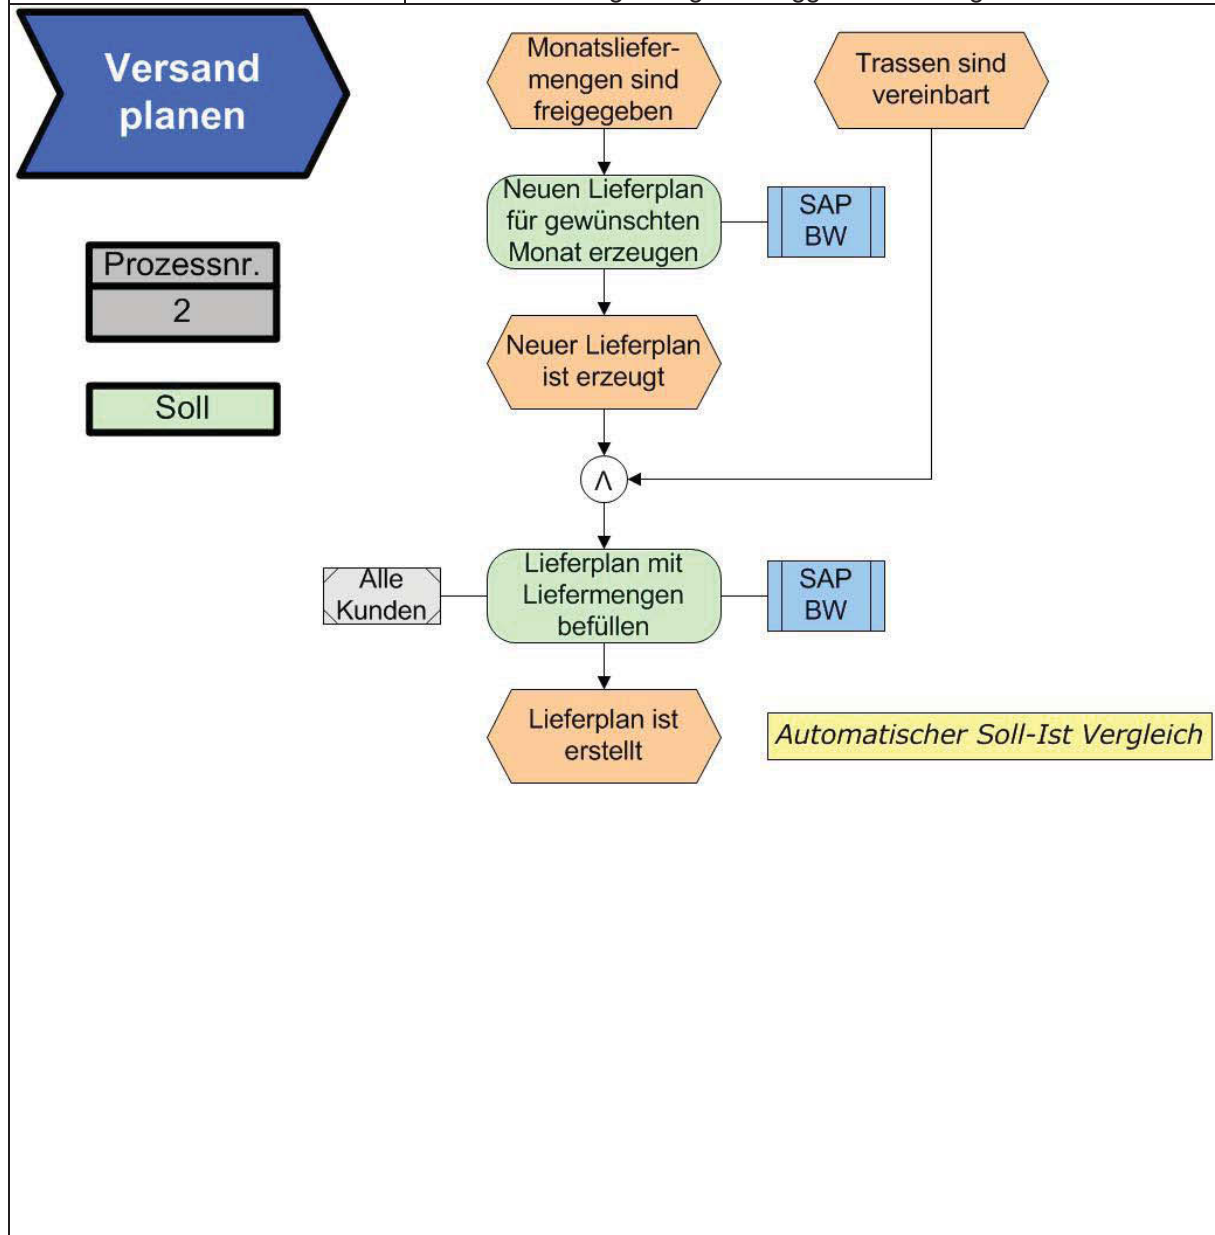 Versand
planen
Prozessnr.
2
Soll
Monatsliefer-
mengen sind
freigegeben
Trassen sind
vereinbart
Neuen Lieferplan
für gewünschten
Monat erzeugen
SAP
BW
Neuer Lieferplan
ist erzeugt
Λ
Alle
Kunden
Lieferplan mit
Liefermengen
befüllen
SAP
BW
Lieferplan ist
erstellt
Automatischer Soll-Ist Vergleich